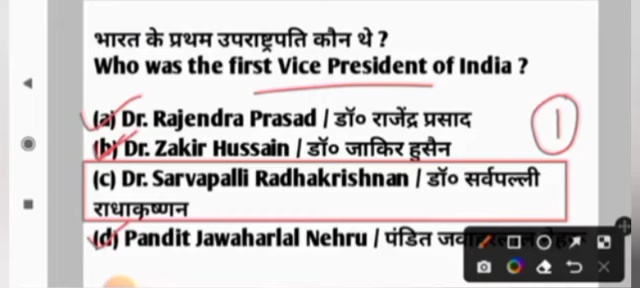 भारत के प्रथम उपराष्ट्रपति कौन थे ?
Who was the first Vice President of India ?
(a) Dr. Rajendra Prasad / डॉ० राजेंद्र प्रसाद
1
(b) Dr. Zakir Hussain / डॉ० जाकिर हुसैन
(c) Dr. Sarvapalli Radhakrishnan / डॉ० सर्वपल्ली
राधाकृष्णन
(d) Pandit Jawaharlal Nehru / पंडित